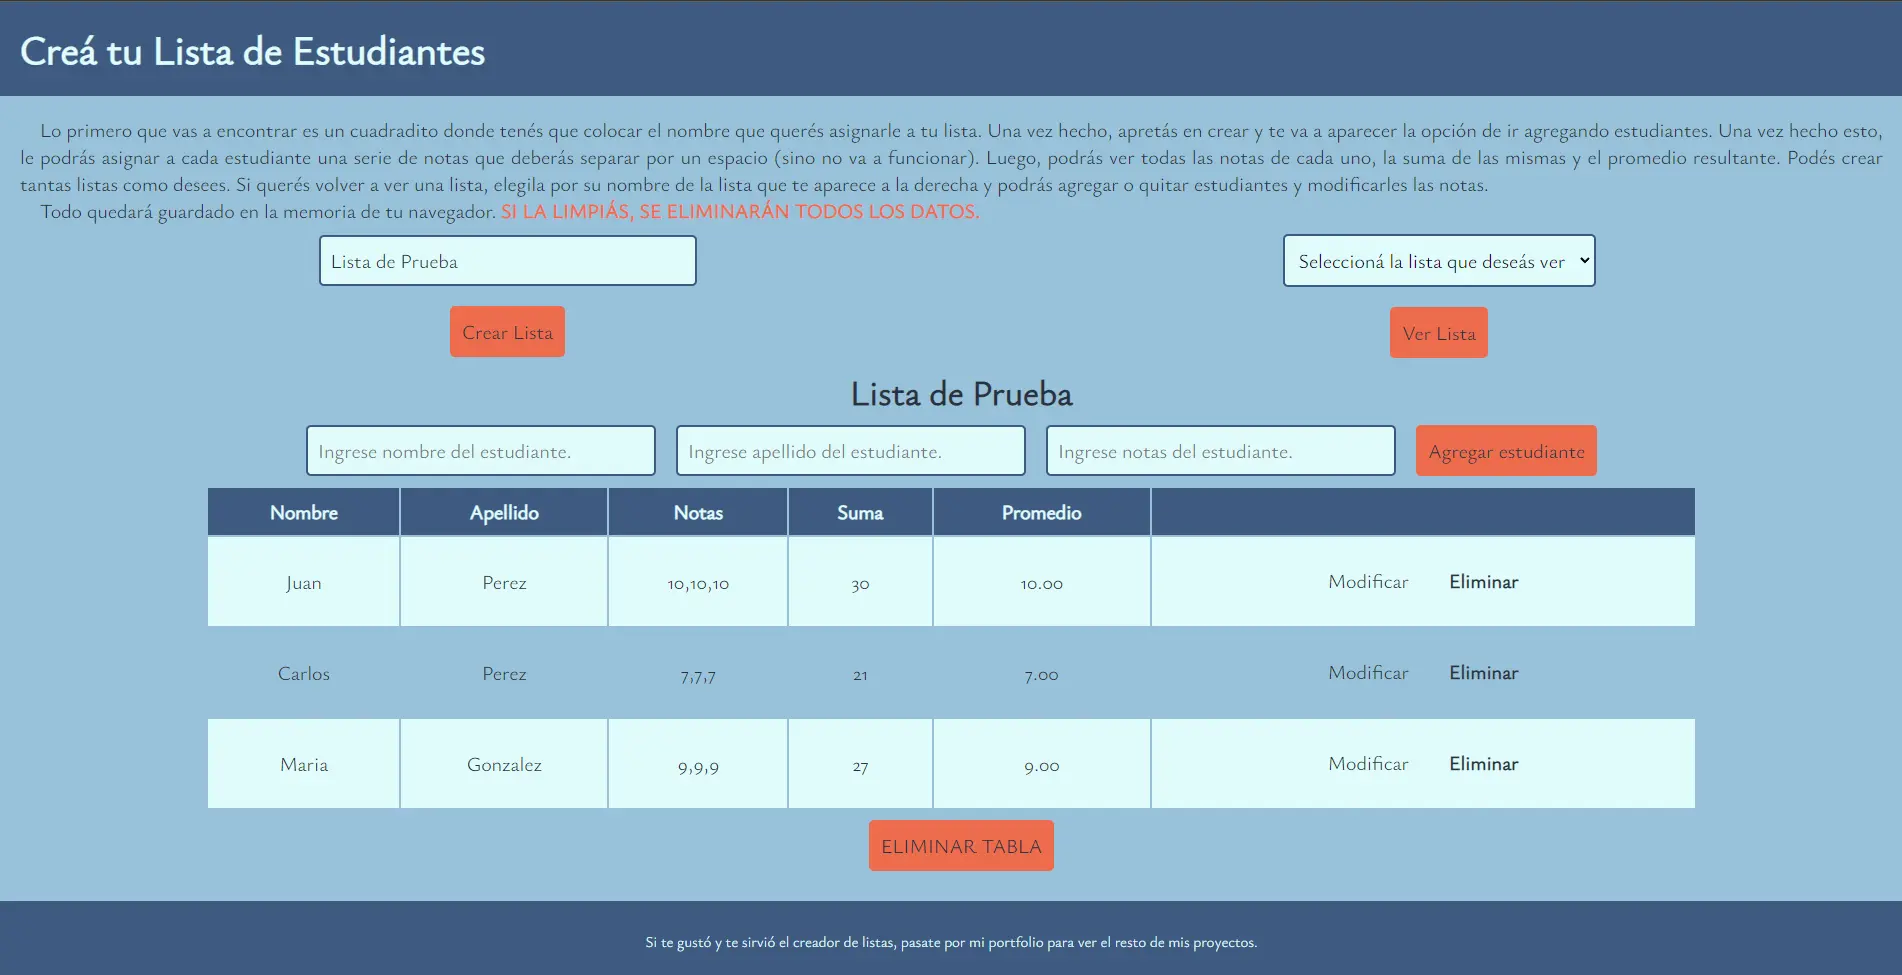 Creá tu Lista de Estudiantes
Lo primero que vas a encontrar es un cuadradito donde tenés que colocar el nombre que querés asignarle a tu lista. Una vez hecho, apretás en crear y te va a aparecer la opción de ir agregando estudiantes. Una vez hecho esto,
le podrás asignar a cada estudiante una serie de notas que deberás separar por un espacio (sino no va a funcionar). Luego, podrás ver todas las notas de cada uno, la suma de las mismas y el promedio resultante. Podés crear
tantas listas como desees. Si querés volver a ver una lista, elegila por su nombre de la lista que te aparece a la derecha y podrás agregar o quitar estudiantes y modificarles las notas.
Todo quedará guardado en la memoria de tu navegador. SI LA LIMPIÁS, SE ELIMINARÁN TODOS LOS DATOS.
Lista de Prueba Seleccioná la lista que deseás ver
Crear Lista Ver Lista
Lista de Prueba
Ingrese nombre del estudiante. Ingrese apellido del estudiante. Ingrese notas del estudiante. Agregar estudiante
Nombre Apellido Notas Suma Promedio
Juan Perez 10,10,10 30 10.00 Modificar Eliminar
Carlos Perez 7,7,7 21 7.00 Modificar Eliminar
Maria Gonzalez 9,9,9 27 9.00 Modificar Eliminar
ELIMINAR TABLA
Si te gustó y te sirvió el creador de listas, pasate por mi portfolio para ver el resto de mis proyectos.